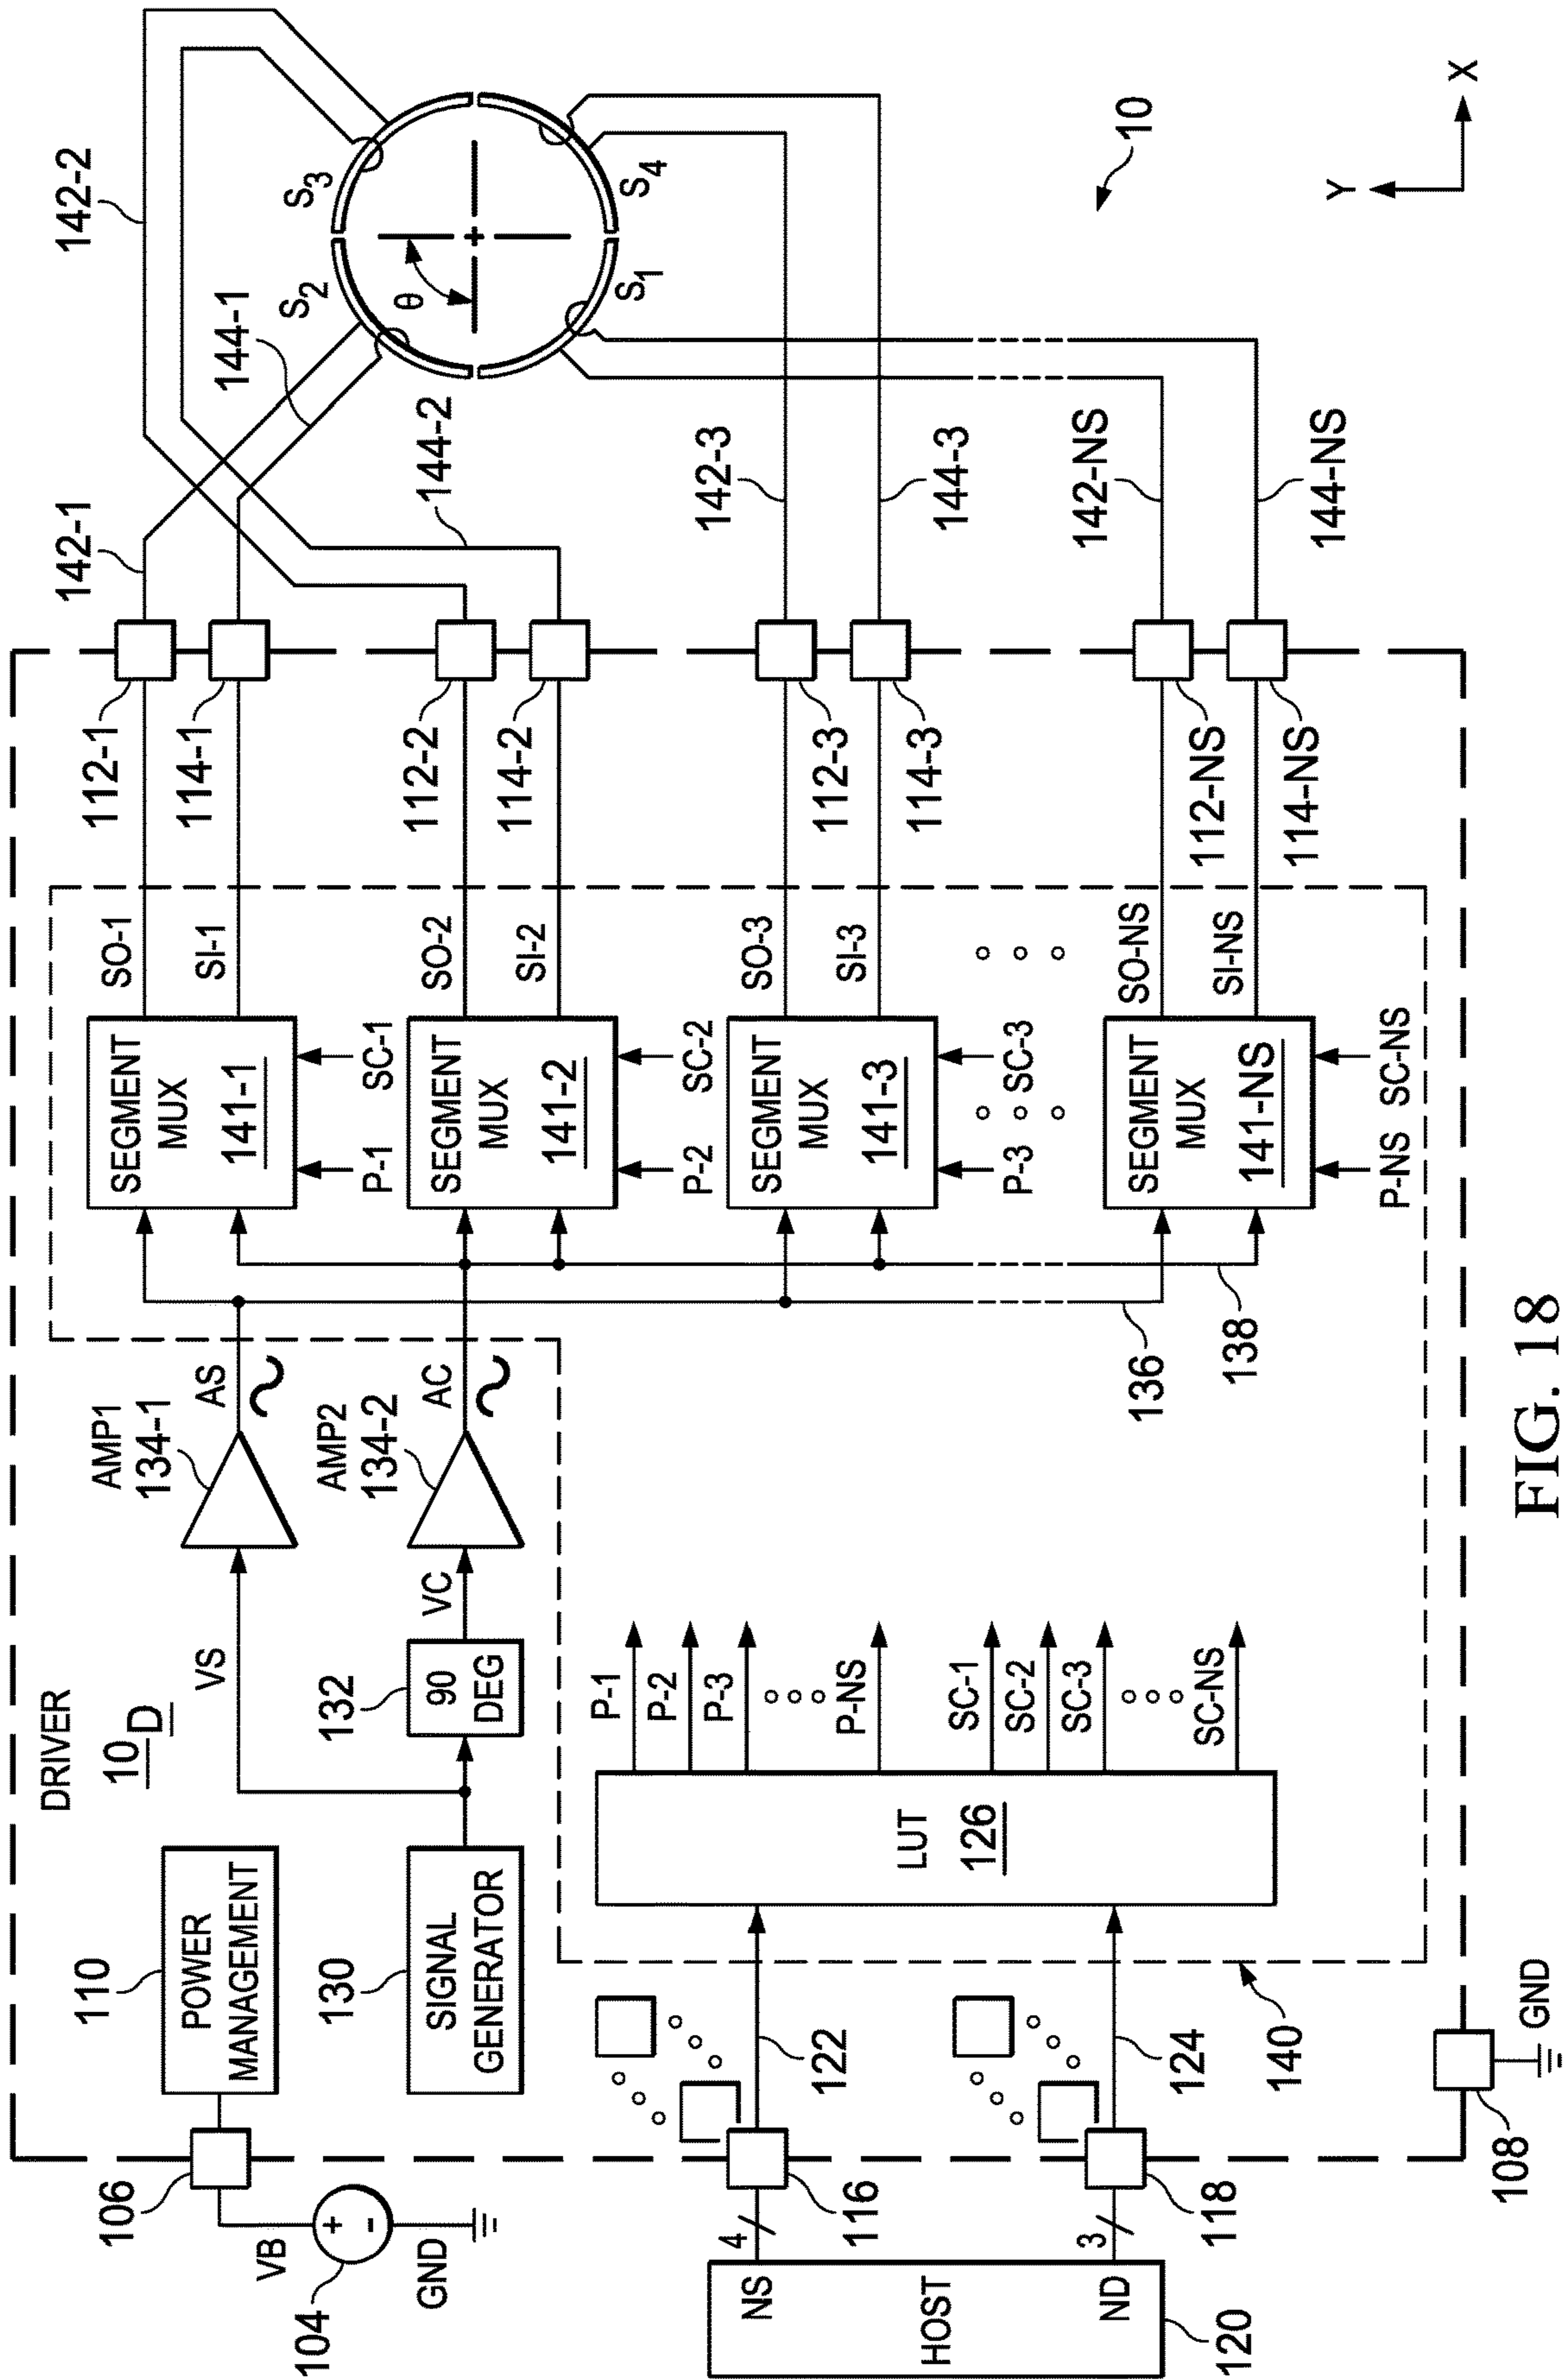 DRIVER
10D
104
VB
+
-
GND
106
110
POWER
MANAGEMENT
130
SIGNAL
GENERATOR
VS
132
90
DEG
VC
AMP1
134-1
AS
AMP2
134-2
AC
136
138
SEGMENT
MUX
141-1
P-1
SC-1
SO-1
SI-1
SEGMENT
MUX
141-2
P-2
SC-2
SO-2
SI-2
SEGMENT
MUX
141-3
P-3
SC-3
SO-3
SI-3
SEGMENT
MUX
141-NS
P-NS
SC-NS
SO-NS
SI-NS
112-1
114-1
112-2
114-2
112-3
114-3
112-NS
114-NS
142-1
144-1
142-2
144-2
142-3
144-3
142-NS
144-NS
S2
S3
θ
S1
S4
10
Y
X
HOST
120
NS
4
116
122
ND
3
118
124
LUT
126
P-1
P-2
P-3
P-NS
SC-1
SC-2
SC-3
SC-NS
140
108
GND
FIG. 18